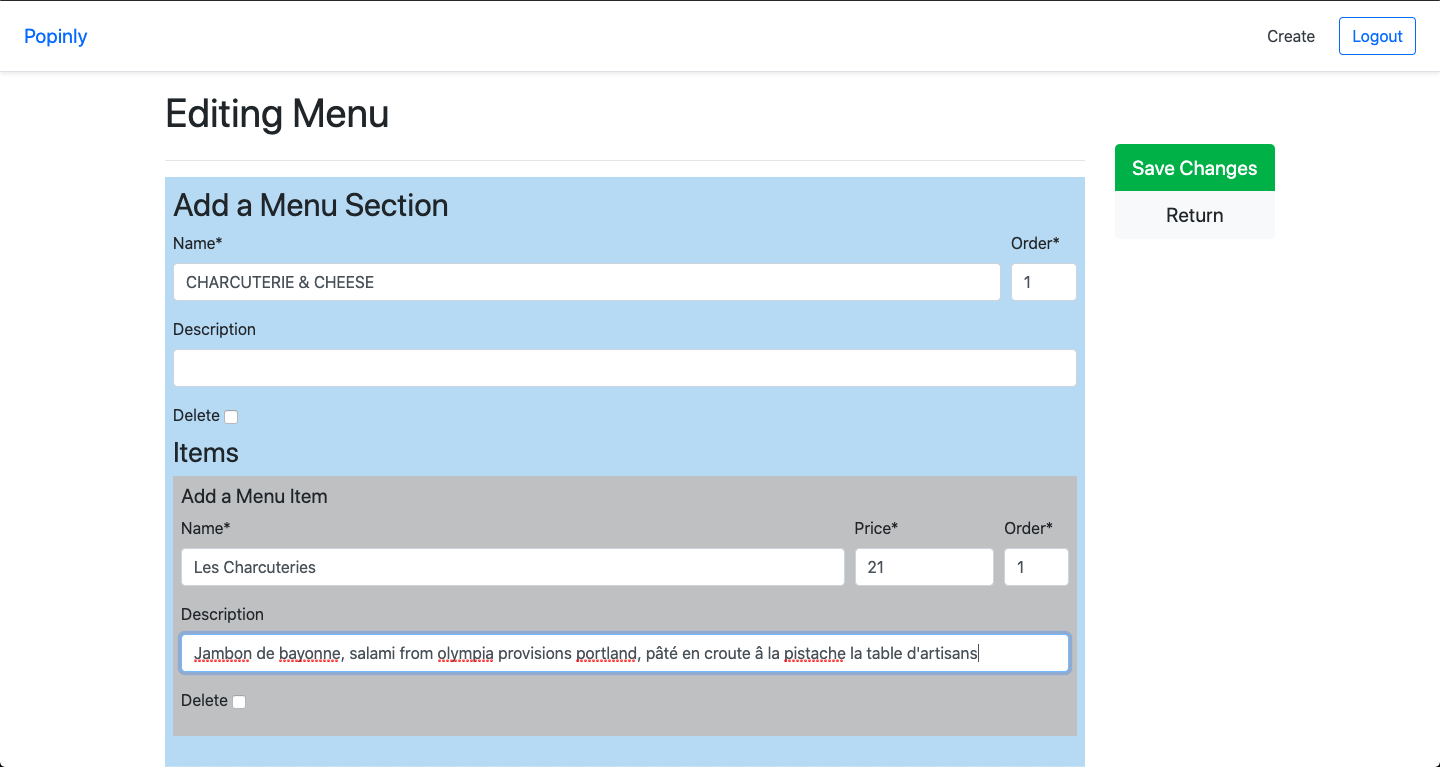 Popinly
Create
Logout
Editing Menu
Save Changes
Return
Add a Menu Section
Name* Order*
CHARCUTERIE & CHEESE 1
Description
Delete
Items
Add a Menu Item
Name* Price* Order*
Les Charcuteries 21 1
Description
Jambon de bayonne, salami from olympia provisions portland, pâté en croute â la pistache la table d'artisans
Delete